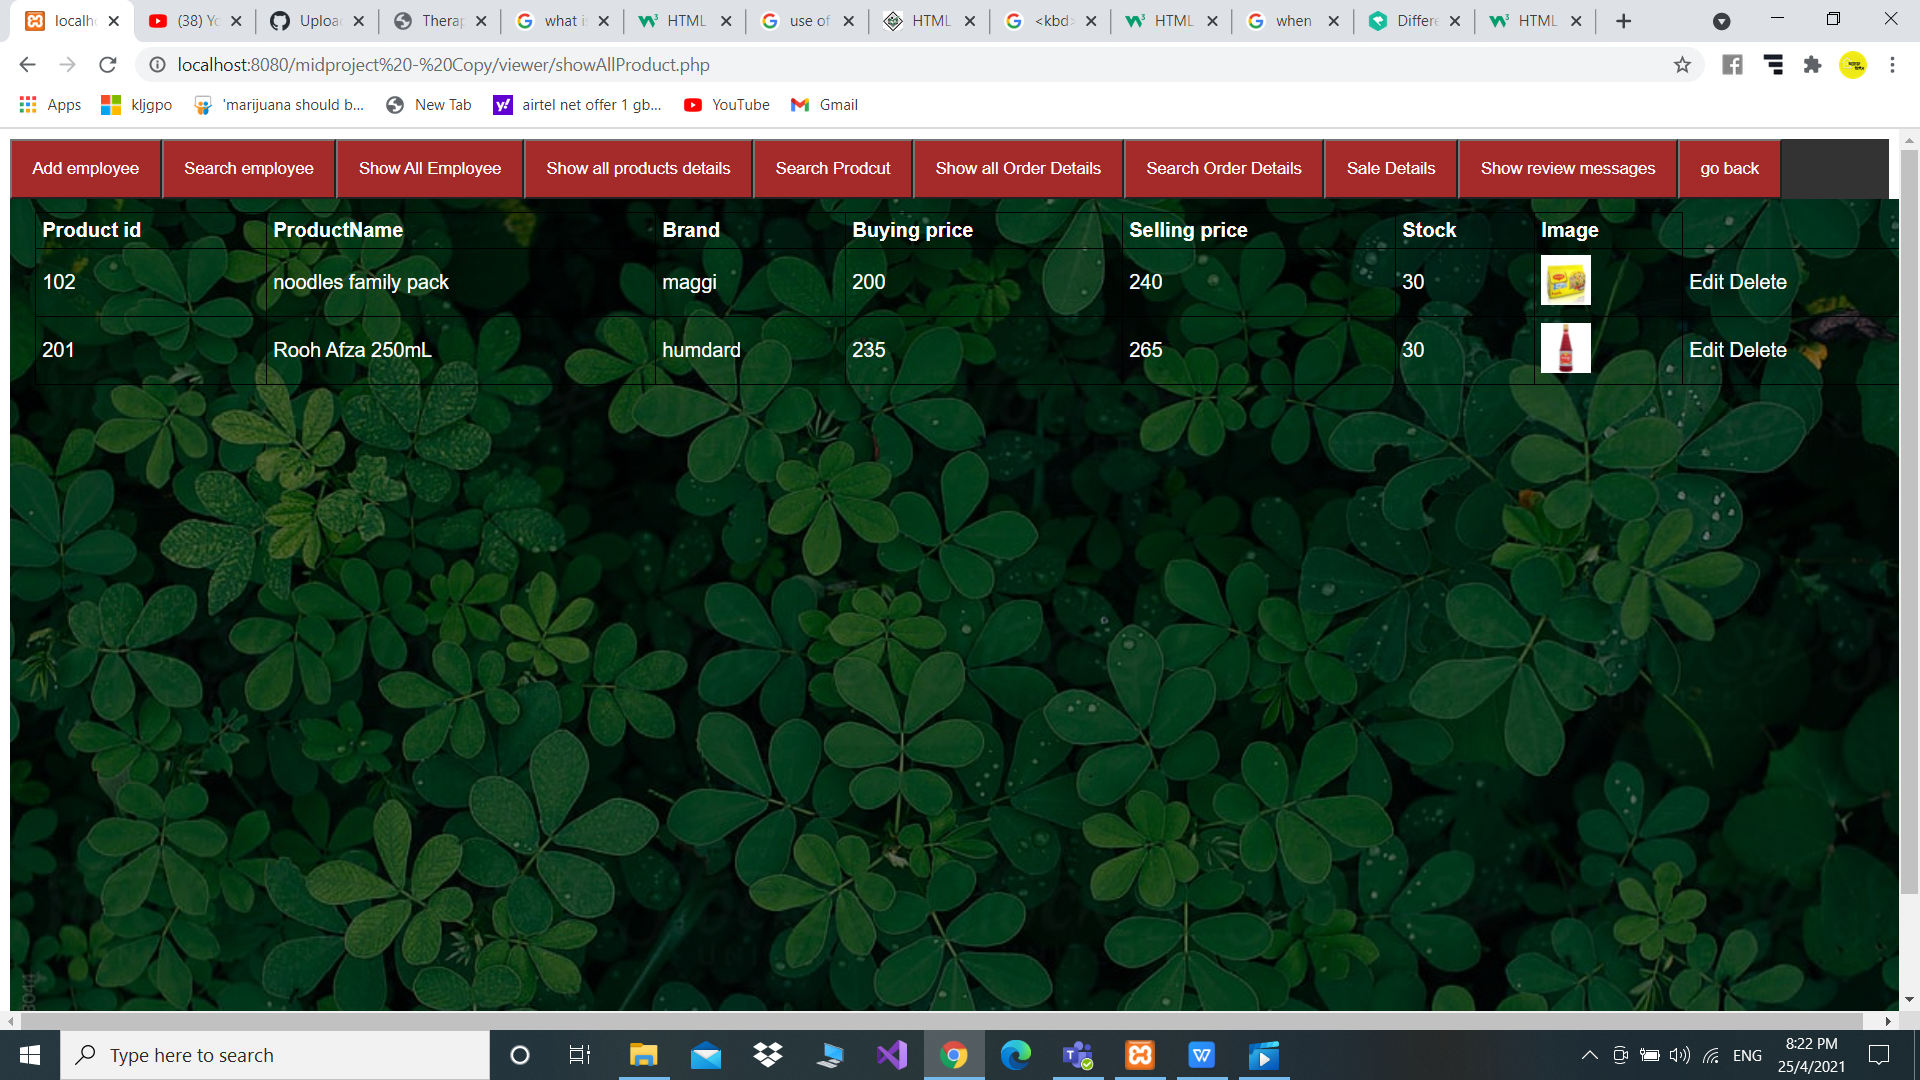 localho (38) Yo Upload Therap what is HTML use of HTML <kbd> HTML when Differe HTML
localhost:8080/midproject%20-%20Copy/viewer/showAllProduct.php
Apps kljgpo 'marijuana should b... New Tab airtel net offer 1 gb... YouTube Gmail
Add employee Search employee Show All Employee Show all products details Search Prodcut Show all Order Details Search Order Details Sale Details Show review messages go back
Product id ProductName Brand Buying price Selling price Stock Image
102 noodles family pack maggi 200 240 30 Edit Delete
201 Rooh Afza 250mL humdard 235 265 30 Edit Delete
Type here to search
ENG
8:22 PM
25/4/2021